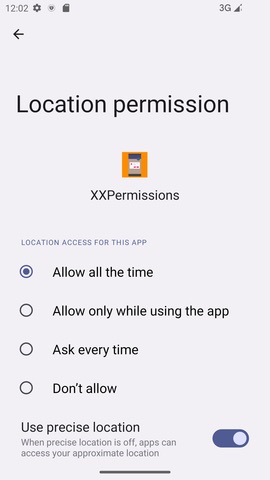 12:02
3G
Location permission
XXPermissions
LOCATION ACCESS FOR THIS APP
Allow all the time
Allow only while using the app
Ask every time
Don't allow
Use precise location
When precise location is off, apps can
access your approximate location